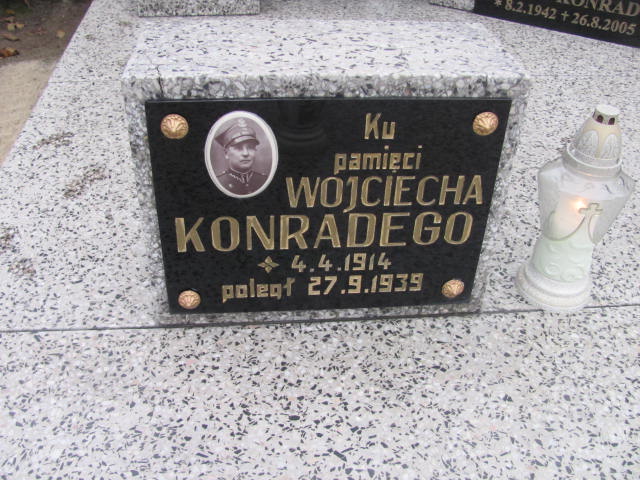 KONRAD
* 8.2.1942 + 26.8.2005
Ku
pamięci
WOJCIECHA
KONRADEGO
* 4.4.1914
poległ 27.9.1939